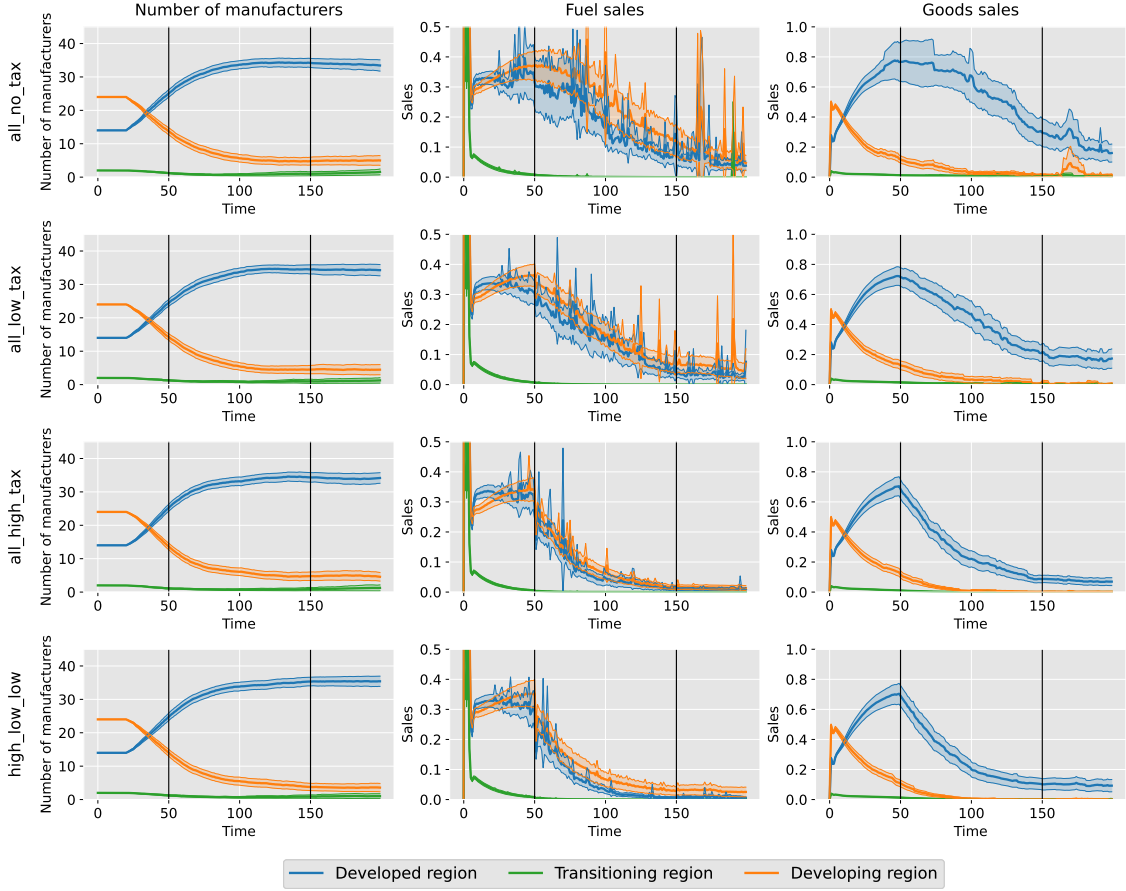 Number of manufacturers Fuel sales Goods sales
all_no_tax
Number of manufacturers
40
30
20
10
0
0 50 100 150
Time
Sales
0.5
0.4
0.3
0.2
0.1
0.0
0 50 100 150
Time
Sales
1.0
0.8
0.6
0.4
0.2
0.0
0 50 100 150
Time
all_low_tax
Number of manufacturers
40
30
20
10
0
0 50 100 150
Time
Sales
0.5
0.4
0.3
0.2
0.1
0.0
0 50 100 150
Time
Sales
1.0
0.8
0.6
0.4
0.2
0.0
0 50 100 150
Time
all_high_tax
Number of manufacturers
40
30
20
10
0
0 50 100 150
Time
Sales
0.5
0.4
0.3
0.2
0.1
0.0
0 50 100 150
Time
Sales
1.0
0.8
0.6
0.4
0.2
0.0
0 50 100 150
Time
high_low_low
Number of manufacturers
40
30
20
10
0
0 50 100 150
Time
Sales
0.5
0.4
0.3
0.2
0.1
0.0
0 50 100 150
Time
Sales
1.0
0.8
0.6
0.4
0.2
0.0
0 50 100 150
Time
Developed region Transitioning region Developing region